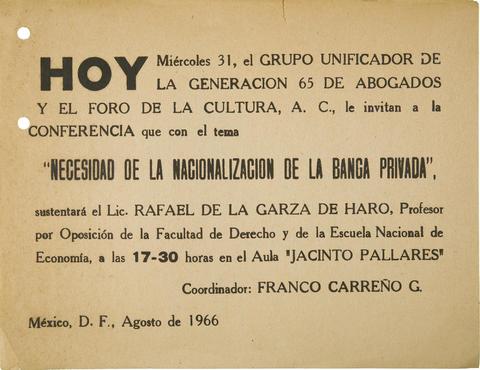 HOY Miércoles 31, el GRUPO UNIFICADOR DE
LA GENERACION 65 DE ABOGADOS
Y EL FORO DE LA CULTURA, A. C., le invitan a la
CONFERENCIA que con el tema
"NECESIDAD DE LA NACIONALIZACION DE LA BANCA PRIVADA",
sustentará el Lic. RAFAEL DE LA GARZA DE HARO, Profesor
por Oposición de la Facultad de Derecho y de la Escuela Nacional de
Economía, a las 17-30 horas en el Aula "JACINTO PALLARES"
Coordinador: FRANCO CARREÑO G.
México, D. F., Agosto de 1966